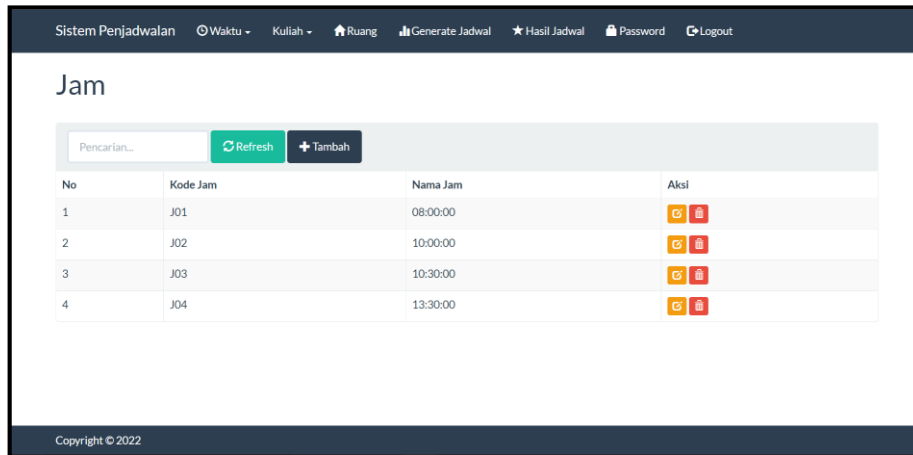 Sistem Penjadwalan Waktu Kuliah Ruang Generate Jadwal Hasil Jadwal Password Logout
Jam
Pencarian... Refresh Tambah
No Kode Jam Nama Jam Aksi
1 J01 08:00:00
2 J02 10:00:00
3 J03 10:30:00
4 J04 13:30:00
Copyright © 2022